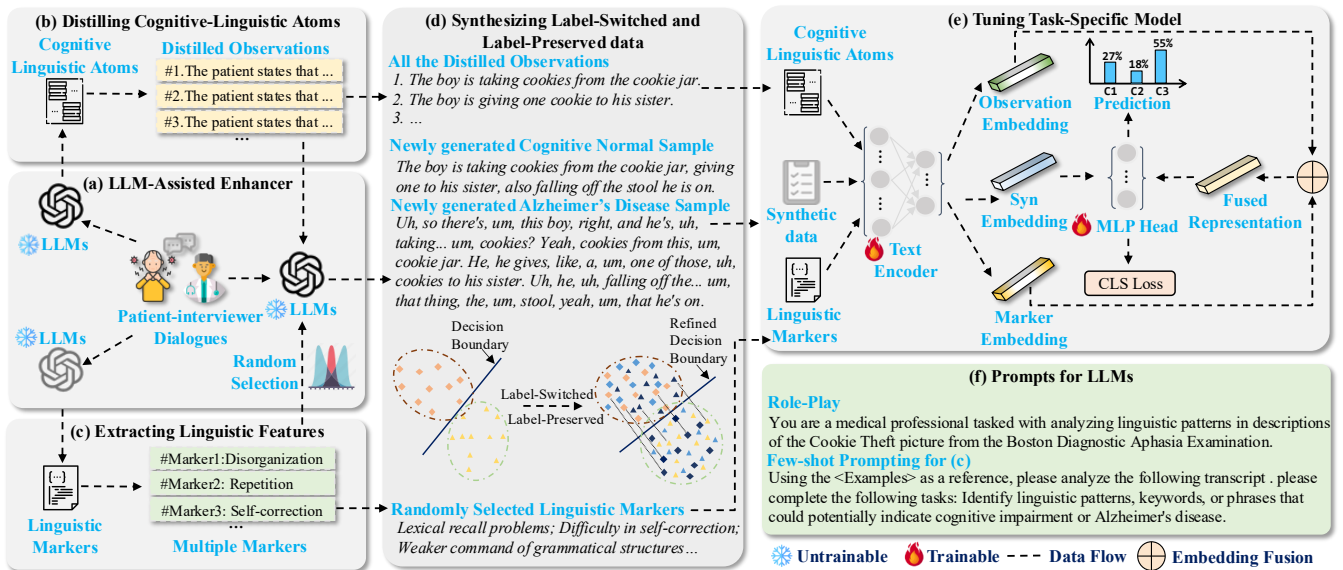 (b) Distilling Cognitive-Linguistic Atoms
Cognitive
Linguistic Atoms
Distilled Observations
#1.The patient states that ...
#2.The patient states that ...
#3.The patient states that ...
...
(a) LLM-Assisted Enhancer
LLMs
LLMs
LLMs
Patient-interviewer
Dialogues
Random
Selection
(c) Extracting Linguistic Features
Linguistic
Markers
#Marker1:Disorganization
#Marker2: Repetition
#Marker3: Self-correction
...
Multiple Markers
(d) Synthesizing Label-Switched and
Label-Preserved data
All the Distilled Observations
1. The boy is taking cookies from the cookie jar.
2. The boy is giving one cookie to his sister.
3. ...
Newly generated Cognitive Normal Sample
The boy is taking cookies from the cookie jar, giving
one to his sister, also falling off the stool he is on.
Newly generated Alzheimer's Disease Sample
Uh, so there's, um, this boy, right, and he's, uh,
taking... um, cookies? Yeah, cookies from this, um,
cookie jar. He, he gives, like, a, um, one of those, uh,
cookies to his sister. Uh, he, uh, falling off the... um,
that thing, the, um, stool, yeah, um, that he's on.
Decision
Boundary
Refined
Decision
Boundary
Label-Switched
Label-Preserved
Randomly Selected Linguistic Markers
Lexical recall problems; Difficulty in self-correction;
Weaker command of grammatical structures...
(e) Tuning Task-Specific Model
Cognitive
Linguistic Atoms
Synthetic
data
Linguistic
Markers
Text
Encoder
Observation
Embedding
Syn
Embedding
Marker
Embedding
27%
18%
55%
C1 C2 C3
Prediction
MLP Head
CLS Loss
Fused
Representation
(f) Prompts for LLMs
Role-Play
You are a medical professional tasked with analyzing linguistic patterns in descriptions
of the Cookie Theft picture from the Boston Diagnostic Aphasia Examination.
Few-shot Prompting for (c)
Using the <Examples> as a reference, please analyze the following transcript . please
complete the following tasks: Identify linguistic patterns, keywords, or phrases that
could potentially indicate cognitive impairment or Alzheimer's disease.
Untrainable
Trainable
Data Flow
Embedding Fusion